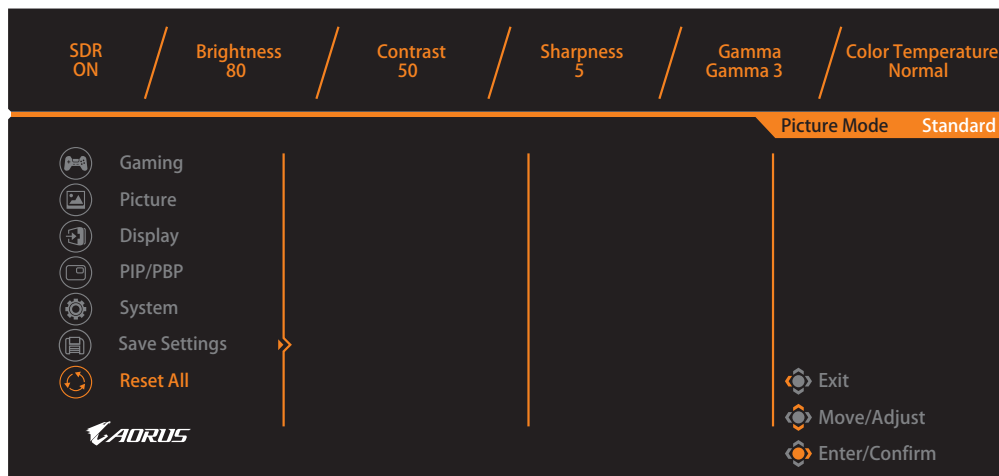 SDR
ON
Brightness
80
Contrast
50
Sharpness
5
Gamma
Gamma 3
Color Temperature
Normal
Picture Mode Standard
Gaming
Picture
Display
PIP/PBP
System
Save Settings
Reset All
AORUS
Exit
Move/Adjust
Enter/Confirm